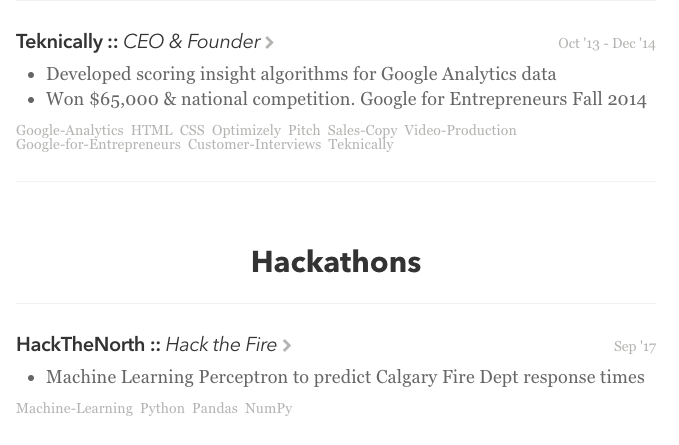 Teknically :: CEO & Founder > Oct '13 - Dec '14
• Developed scoring insight algorithms for Google Analytics data
• Won $65,000 & national competition. Google for Entrepreneurs Fall 2014
Google-Analytics HTML CSS Optimizely Pitch Sales-Copy Video-Production
Google-for-Entrepreneurs Customer-Interviews Teknically
Hackathons
HackTheNorth :: Hack the Fire > Sep '17
• Machine Learning Perceptron to predict Calgary Fire Dept response times
Machine-Learning Python Pandas NumPy